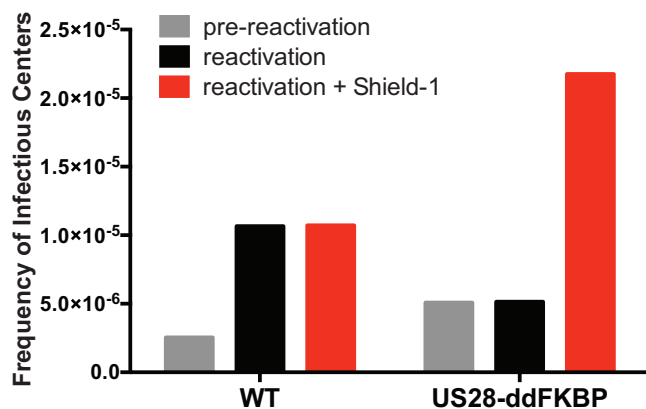 Frequency of Infectious Centers
2.5×10⁻⁵
2.0×10⁻⁵
1.5×10⁻⁵
1.0×10⁻⁵
5.0×10⁻⁶
0.0
pre-reactivation
reactivation
reactivation + Shield-1
WT US28-ddFKBP